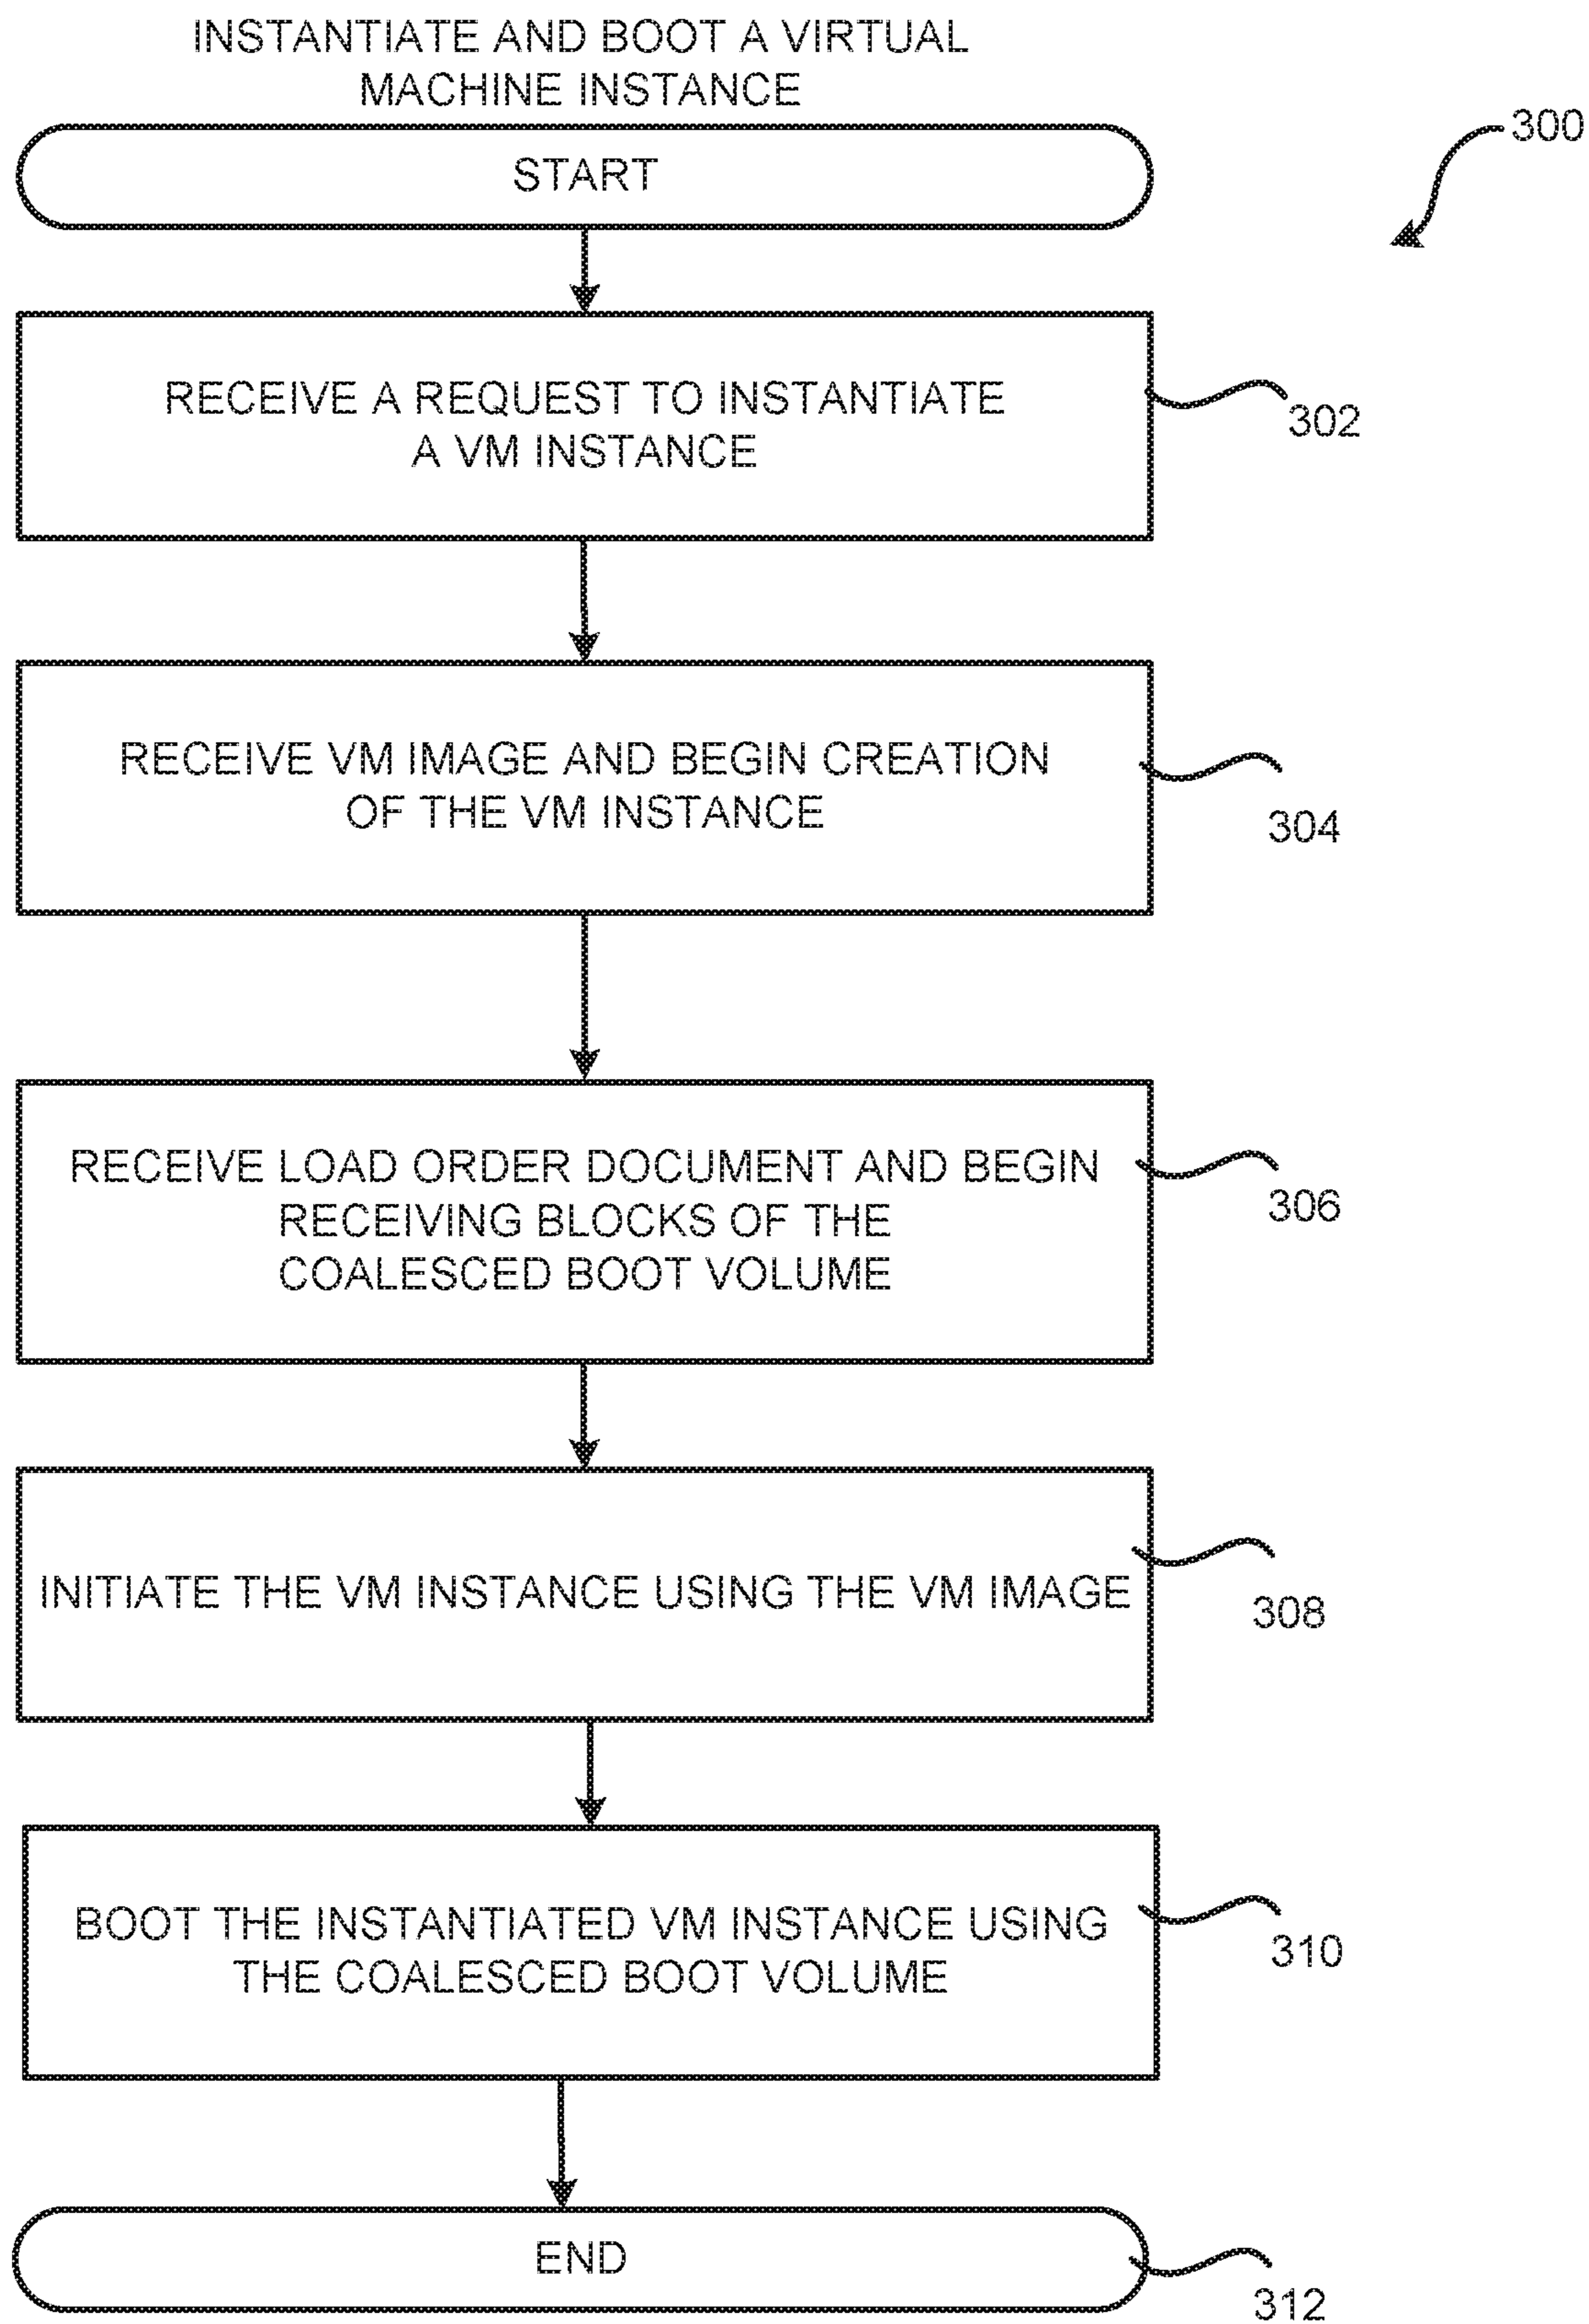 INSTANTIATE AND BOOT A VIRTUAL
MACHINE INSTANCE
START
300
RECEIVE A REQUEST TO INSTANTIATE
A VM INSTANCE
302
RECEIVE VM IMAGE AND BEGIN CREATION
OF THE VM INSTANCE
304
RECEIVE LOAD ORDER DOCUMENT AND BEGIN
RECEIVING BLOCKS OF THE
COALESCED BOOT VOLUME
306
INITIATE THE VM INSTANCE USING THE VM IMAGE
308
BOOT THE INSTANTIATED VM INSTANCE USING
THE COALESCED BOOT VOLUME
310
END
312